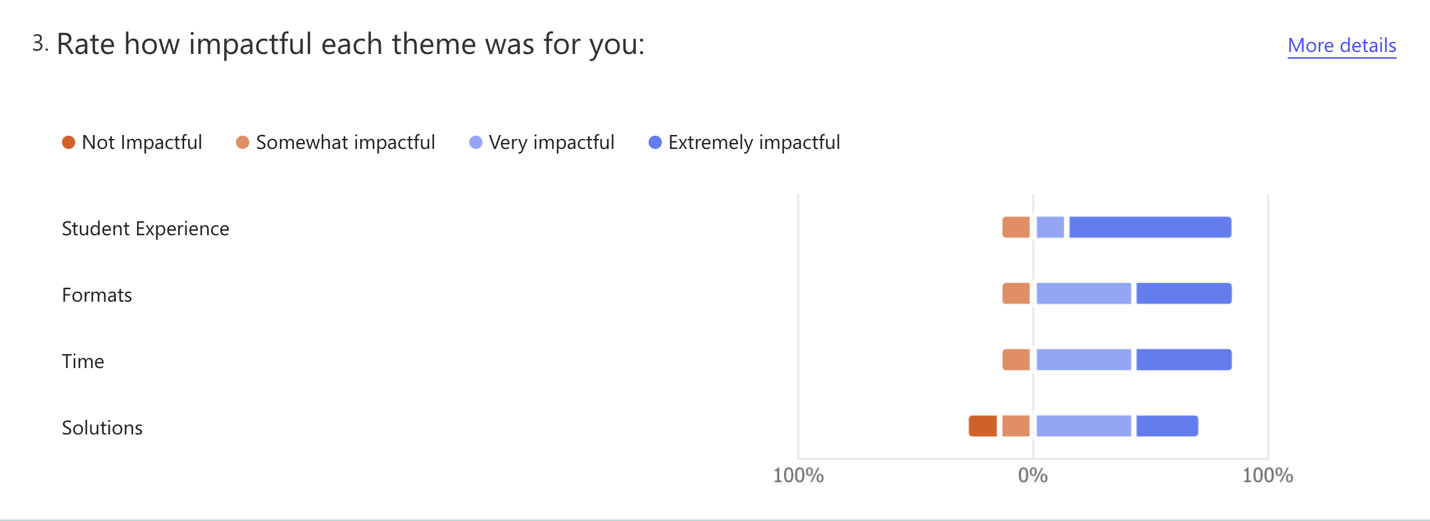 3. Rate how impactful each theme was for you:
More details
Not Impactful Somewhat impactful Very impactful Extremely impactful
Student Experience
Formats
Time
Solutions
100% 0% 100%